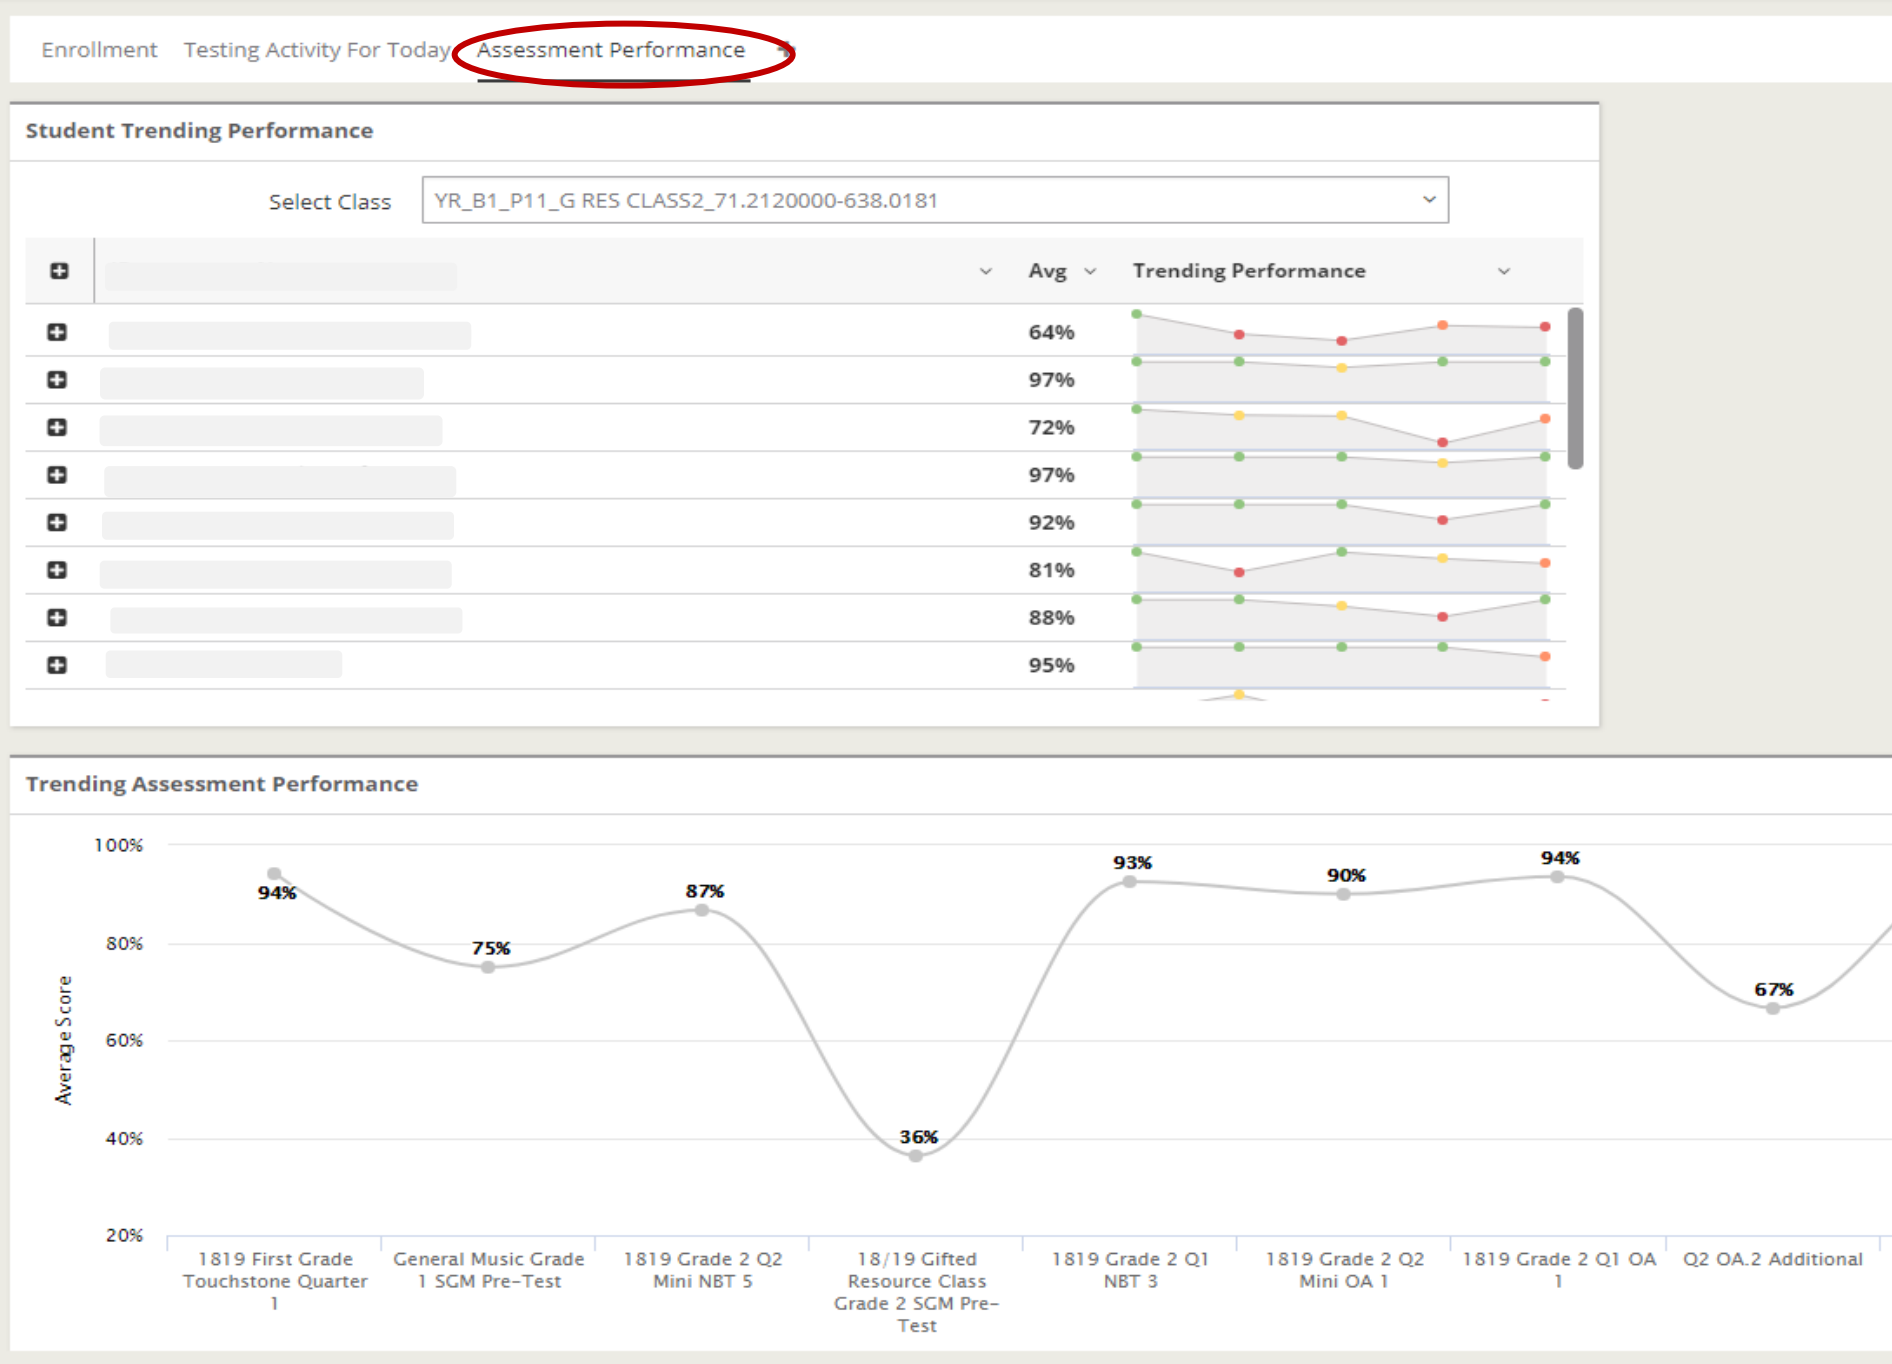 Enrollment Testing Activity For Today Assessment Performance +
Student Trending Performance
Select Class YR_B1_P11_G RES CLASS2_71.2120000-638.0181
Avg Trending Performance
64%
97%
72%
97%
92%
81%
88%
95%
Trending Assessment Performance
100%
80%
60%
40%
20%
Average Score
94%
75%
87%
36%
93%
90%
94%
67%
1819 First Grade
Touchstone Quarter
1
General Music Grade
1 SGM Pre-Test
1819 Grade 2 Q2
Mini NBT 5
18/19 Gifted
Resource Class
Grade 2 SGM Pre-
Test
1819 Grade 2 Q1
NBT 3
1819 Grade 2 Q2
Mini OA 1
1819 Grade 2 Q1 OA
1
Q2 OA.2 Additional